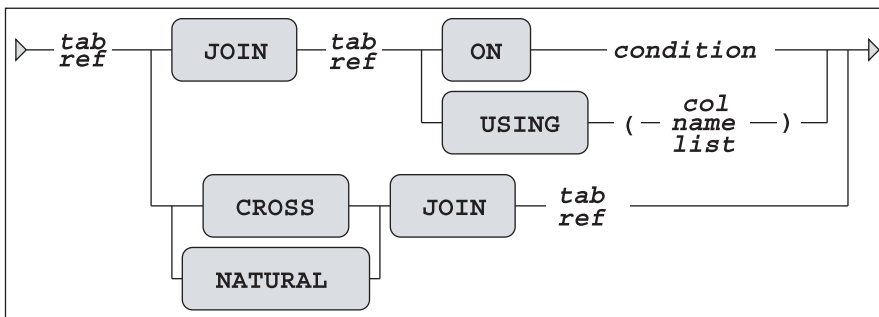 tab
ref
JOIN
tab
ref
ON
condition
USING
(
col
name
list
)
CROSS
JOIN
tab
ref
NATURAL